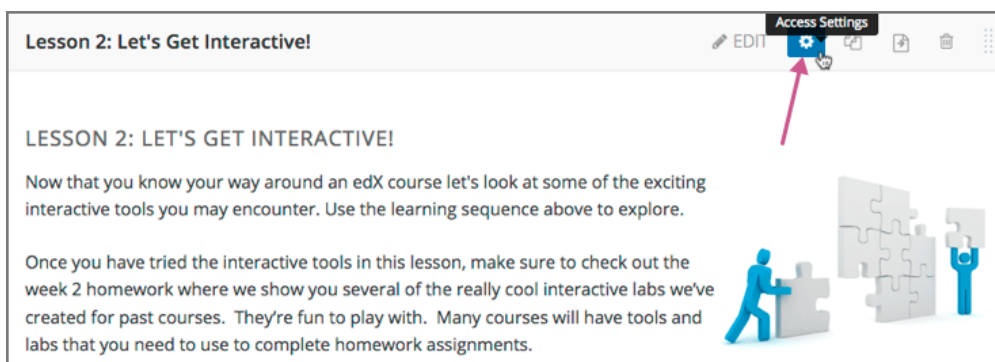 Access Settings
Lesson 2: Let's Get Interactive!
EDIT
LESSON 2: LET'S GET INTERACTIVE!
Now that you know your way around an edX course let's look at some of the exciting
interactive tools you may encounter. Use the learning sequence above to explore.
Once you have tried the interactive tools in this lesson, make sure to check out the
week 2 homework where we show you several of the really cool interactive labs we've
created for past courses.  They're fun to play with.  Many courses will have tools and
labs that you need to use to complete homework assignments.